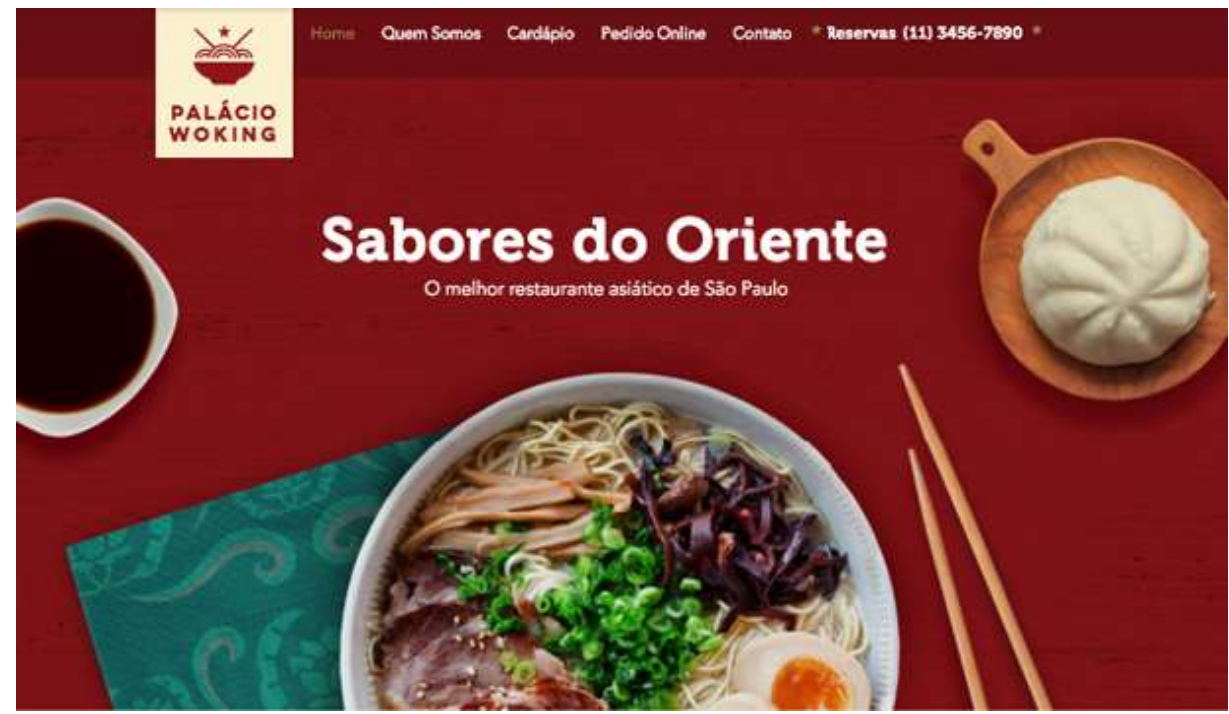 PALÁCIO
WOKING
Home Quem Somos Cardápio Pedido Online Contato * Reservas (11) 3456-7890 *
Sabores do Oriente
O melhor restaurante asiático de São Paulo